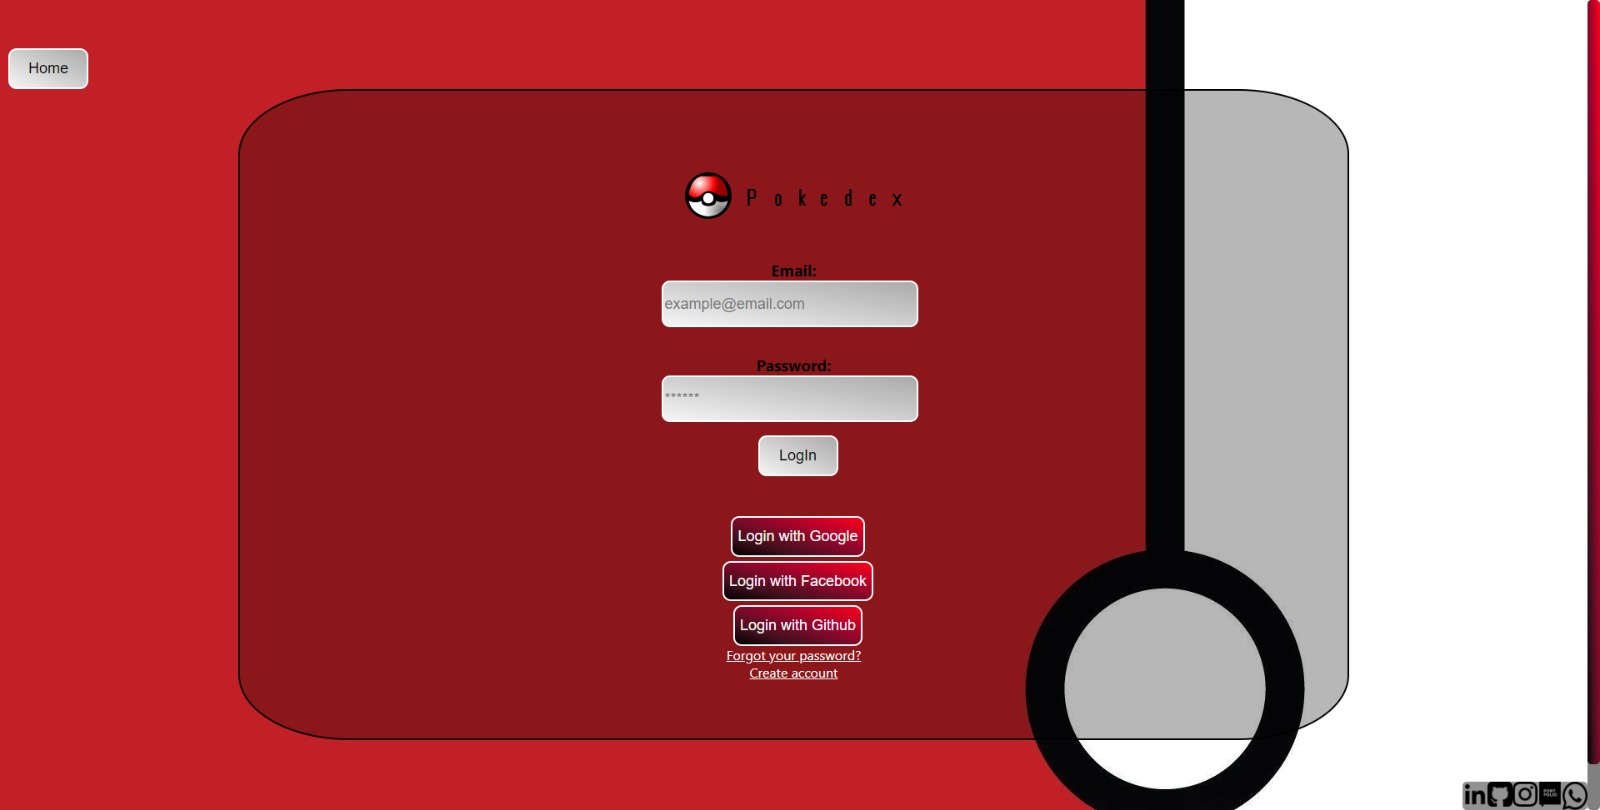 Home
P o k e d e x
Email:
example@email.com
Password:
******
LogIn
Login with Google
Login with Facebook
Login with Github
Forgot your password?
Create account
in